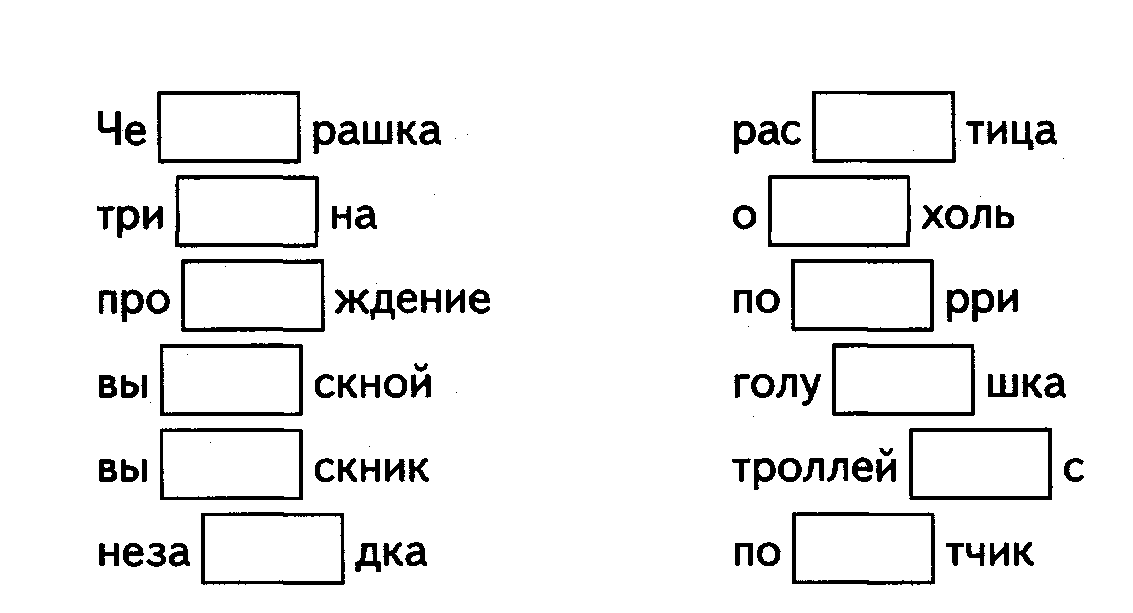 Че рашка
три на
про ждение
вы скной
вы скник
неза дка
рас тица
о холь
по рри
голу шка
троллей с
по тчик